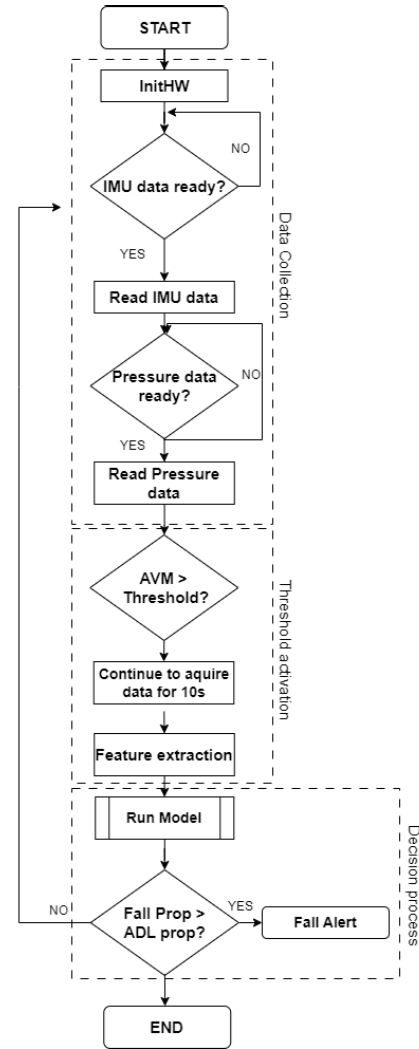 START
InitHW
NO
IMU data ready?
YES
Read IMU data
Data Collection
Pressure data
ready?
NO
YES
Read Pressure
data
AVM >
Threshold?
Threshold activation
Continue to aquire
data for 10s
Feature extraction
Run Model
Decision process
NO
Fall Prop >
ADL prop?
YES
Fall Alert
END